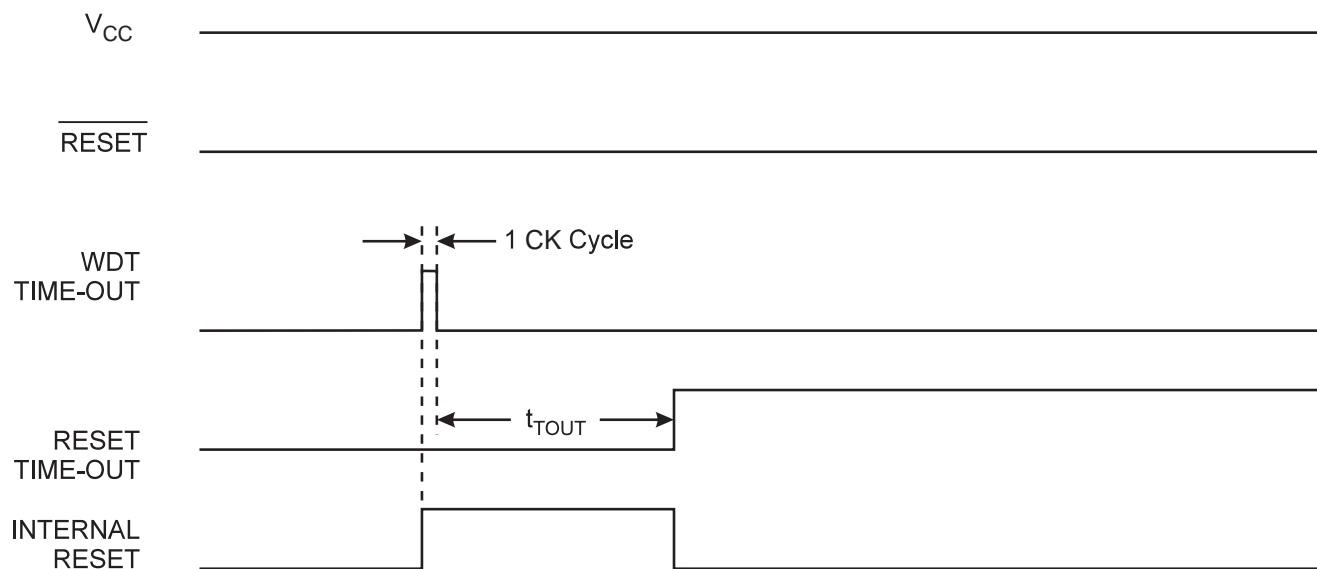 VCC
RESET
1 CK Cycle
WDT
TIME-OUT
tTOUT
RESET
TIME-OUT
INTERNAL
RESET